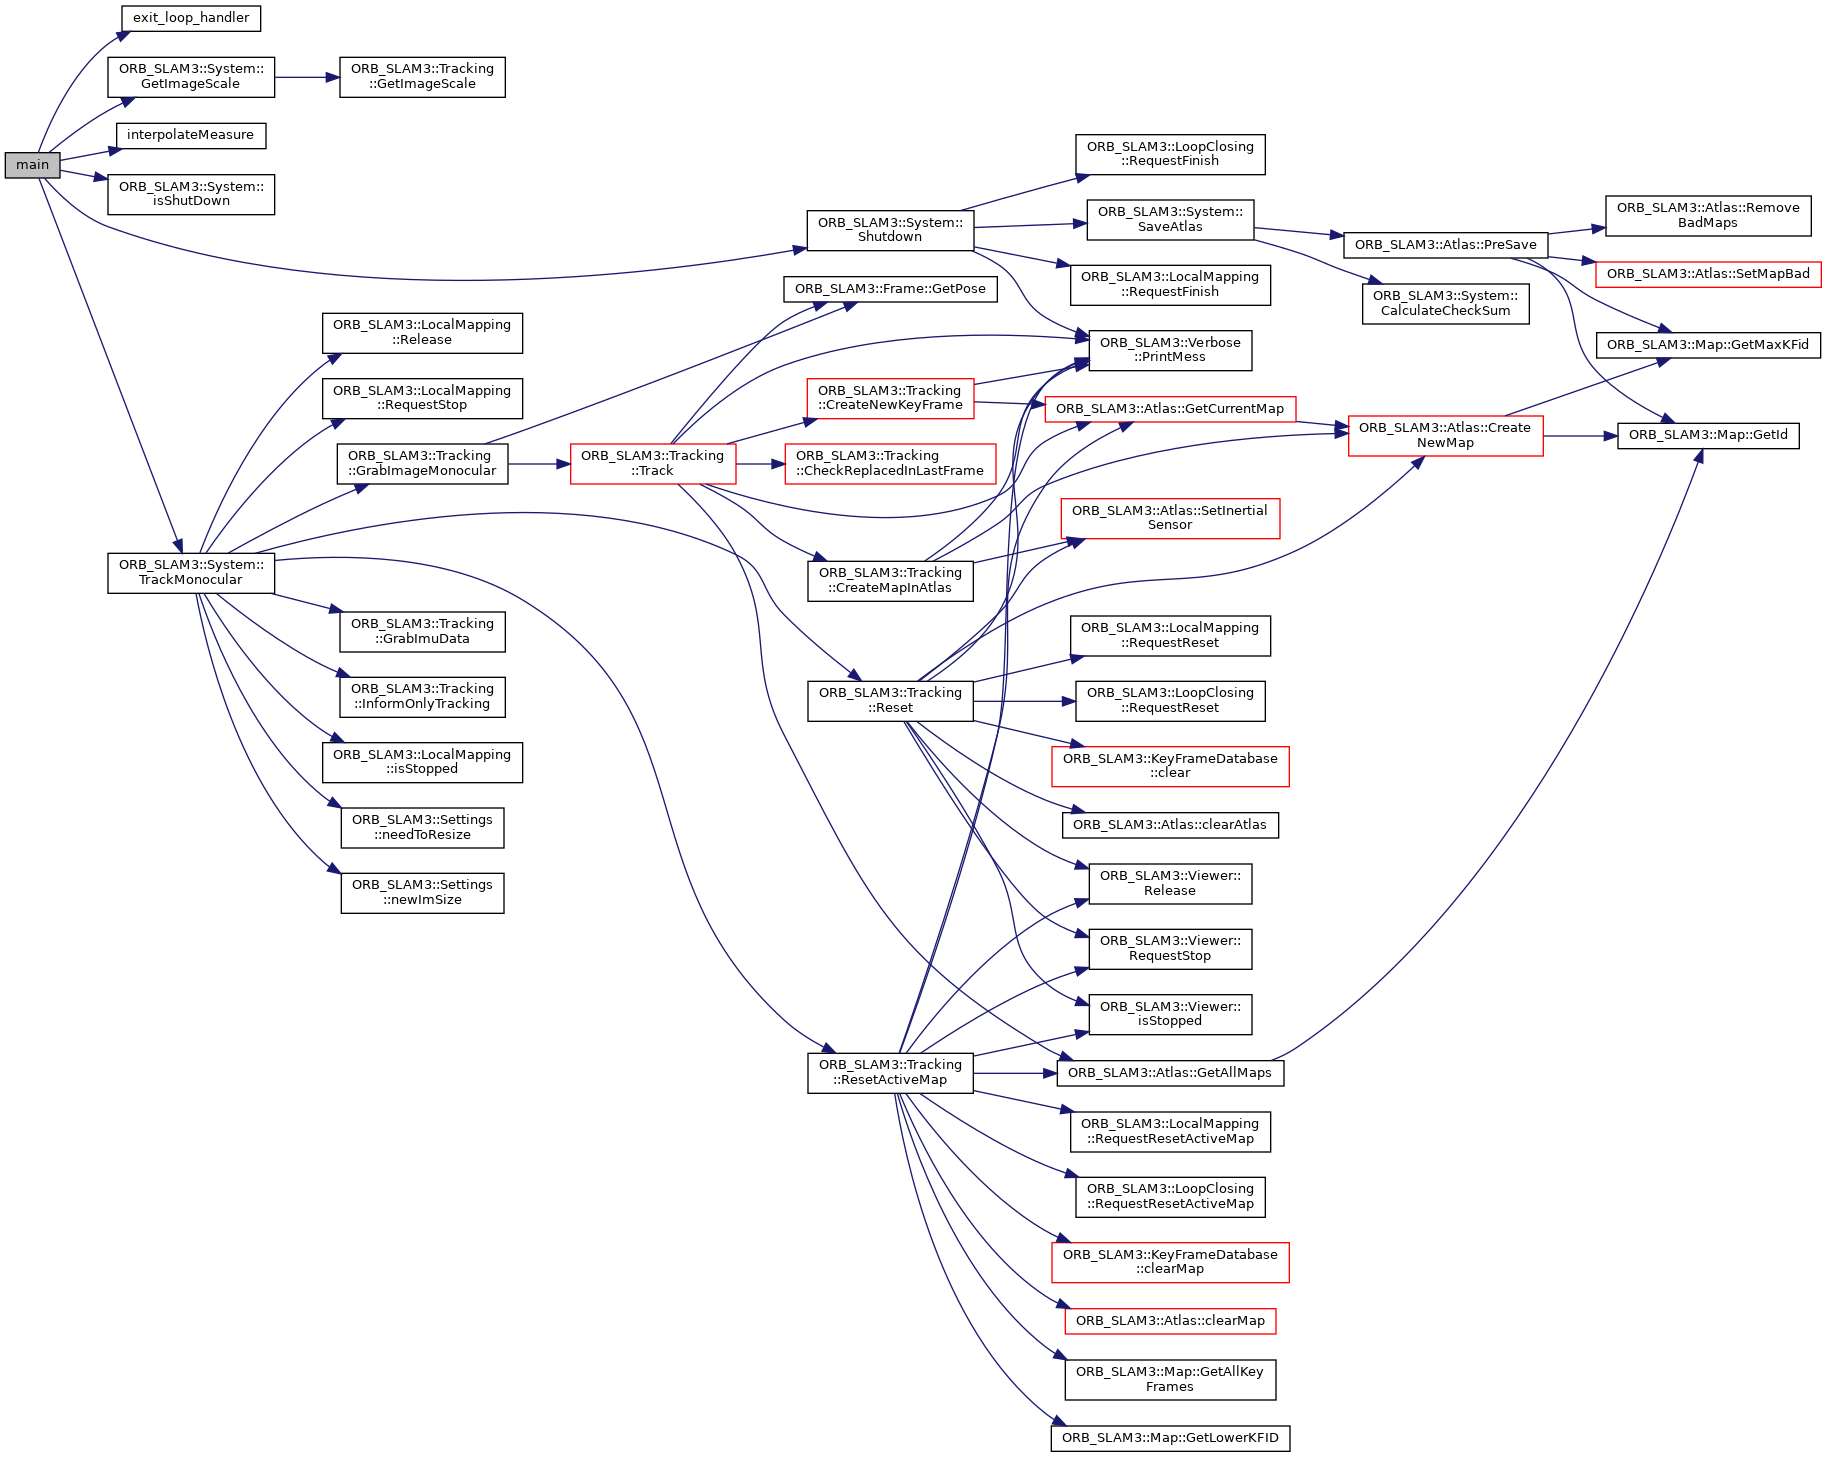 main
exit_loop_handler
ORB_SLAM3::System::
GetImageScale
ORB_SLAM3::Tracking
::GetImageScale
interpolateMeasure
ORB_SLAM3::System::
isShutDown
ORB_SLAM3::System::
TrackMonocular
ORB_SLAM3::LocalMapping
::Release
ORB_SLAM3::LocalMapping
::RequestStop
ORB_SLAM3::Tracking
::GrabImageMonocular
ORB_SLAM3::Tracking
::GrabImuData
ORB_SLAM3::Tracking
::InformOnlyTracking
ORB_SLAM3::LocalMapping
::isStopped
ORB_SLAM3::Settings
::needToResize
ORB_SLAM3::Settings
::newImSize
ORB_SLAM3::Tracking
::Track
ORB_SLAM3::System::
Shutdown
ORB_SLAM3::Frame::GetPose
ORB_SLAM3::Tracking
::CreateNewKeyFrame
ORB_SLAM3::Tracking
::CheckReplacedInLastFrame
ORB_SLAM3::Tracking
::CreateMapInAtlas
ORB_SLAM3::Tracking
::Reset
ORB_SLAM3::Tracking
::ResetActiveMap
ORB_SLAM3::LoopClosing
::RequestFinish
ORB_SLAM3::System::
SaveAtlas
ORB_SLAM3::LocalMapping
::RequestFinish
ORB_SLAM3::Verbose
::PrintMess
ORB_SLAM3::Atlas::GetCurrentMap
ORB_SLAM3::Atlas::SetInertial
Sensor
ORB_SLAM3::LocalMapping
::RequestReset
ORB_SLAM3::LoopClosing
::RequestReset
ORB_SLAM3::KeyFrameDatabase
::clear
ORB_SLAM3::Atlas::clearAtlas
ORB_SLAM3::Viewer::
Release
ORB_SLAM3::Viewer::
RequestStop
ORB_SLAM3::Viewer::
isStopped
ORB_SLAM3::Atlas::GetAllMaps
ORB_SLAM3::LocalMapping
::RequestResetActiveMap
ORB_SLAM3::LoopClosing
::RequestResetActiveMap
ORB_SLAM3::KeyFrameDatabase
::clearMap
ORB_SLAM3::Atlas::clearMap
ORB_SLAM3::Map::GetAllKey
Frames
ORB_SLAM3::Map::GetLowerKFID
ORB_SLAM3::Atlas::PreSave
ORB_SLAM3::System::
CalculateCheckSum
ORB_SLAM3::Atlas::Create
NewMap
ORB_SLAM3::Atlas::Remove
BadMaps
ORB_SLAM3::Atlas::SetMapBad
ORB_SLAM3::Map::GetMaxKFid
ORB_SLAM3::Map::GetId